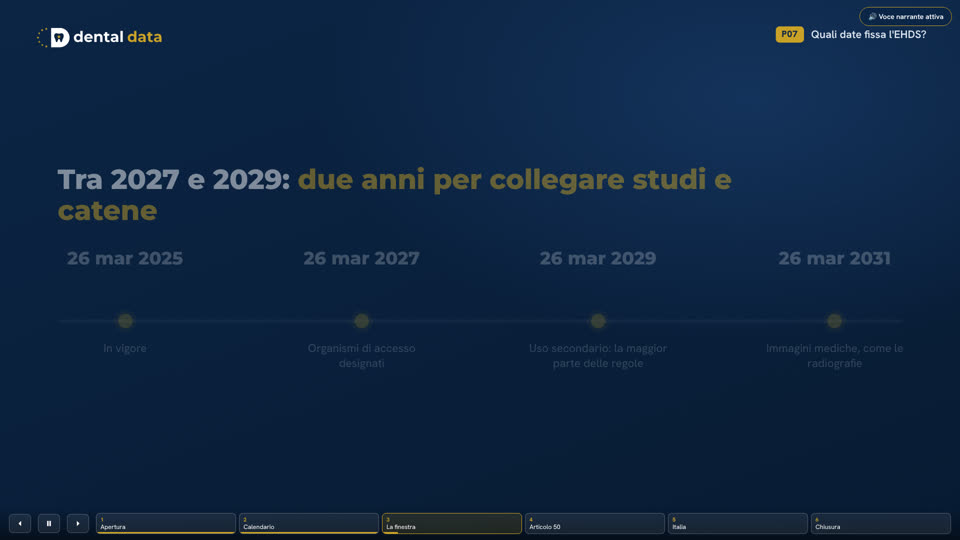 🔊 Voce narrante attiva
dental data
P07 Quali date fissa l'EHDS?
Tra 2027 e 2029: due anni per collegare studi e
catene
26 mar 2025
26 mar 2027
26 mar 2029
26 mar 2031
In vigore
Organismi di accesso
designati
Uso secondario: la maggior
parte delle regole
Immagini mediche, come le
radiografie
1
Apertura
2
Calendario
3
La finestra
4
Articolo 50
5
Italia
6
Chiusura